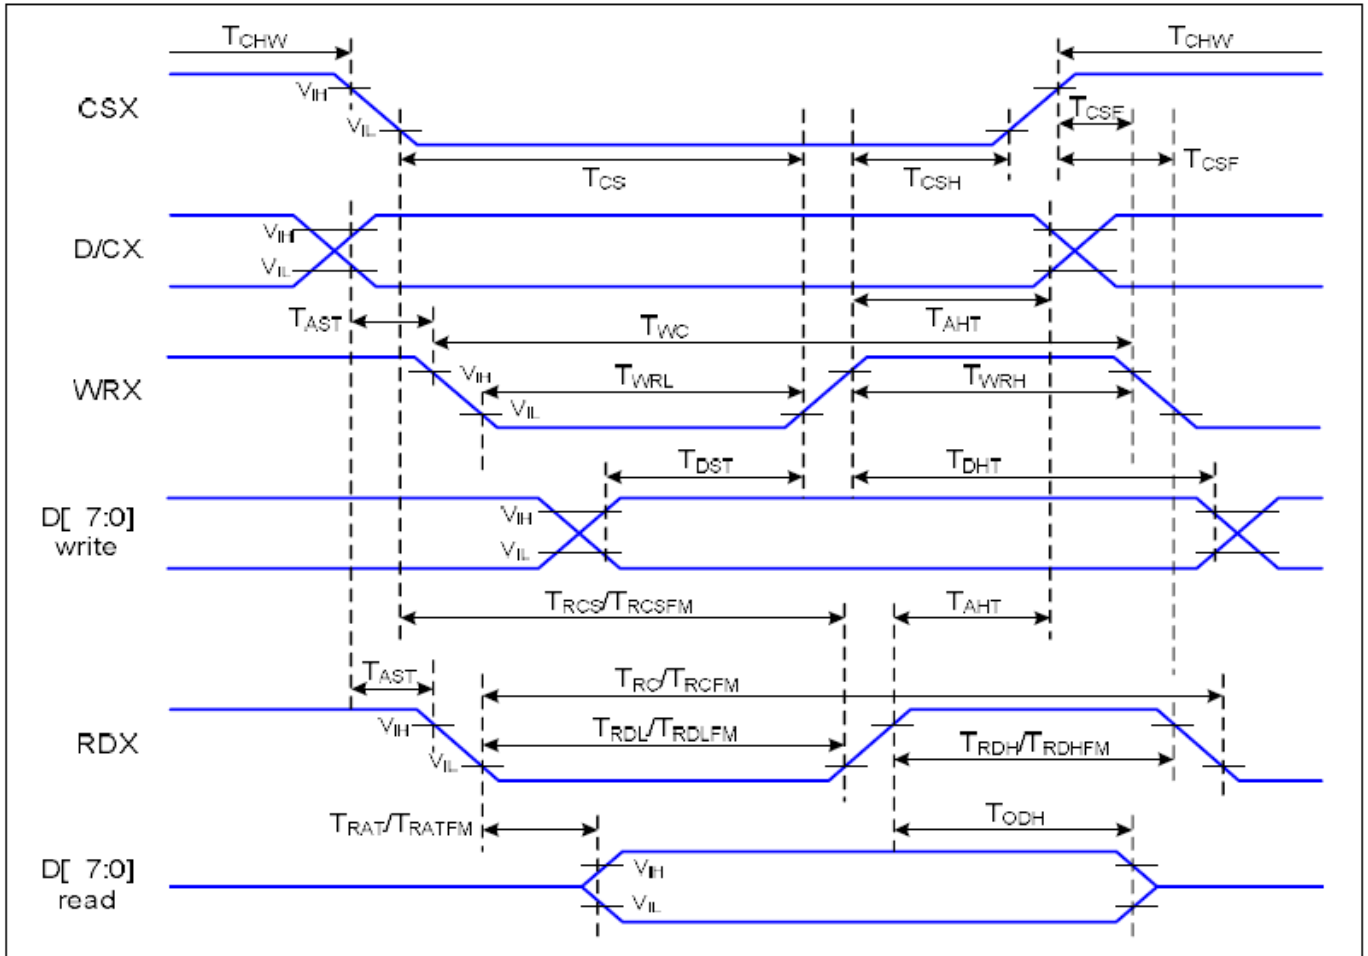 TCHW
TCHW
CSX
VIH
VIL
TCSF
TCSF
TCS
TCSH
D/CX
VIH
VIL
TAST
TWC
TAHT
WRX
VIH
VIL
TWRL
TWRH
D[ 7:0]
write
VIH
VIL
TDST
TDHT
TRCS/TRCSFM
TAHT
TAST
TRC/TRCFM
RDX
VIH
VIL
TRDL/TRDLFM
TRDH/TRDHFM
TRAT/TRATFM
TODH
D[ 7:0]
read
VIH
VIL